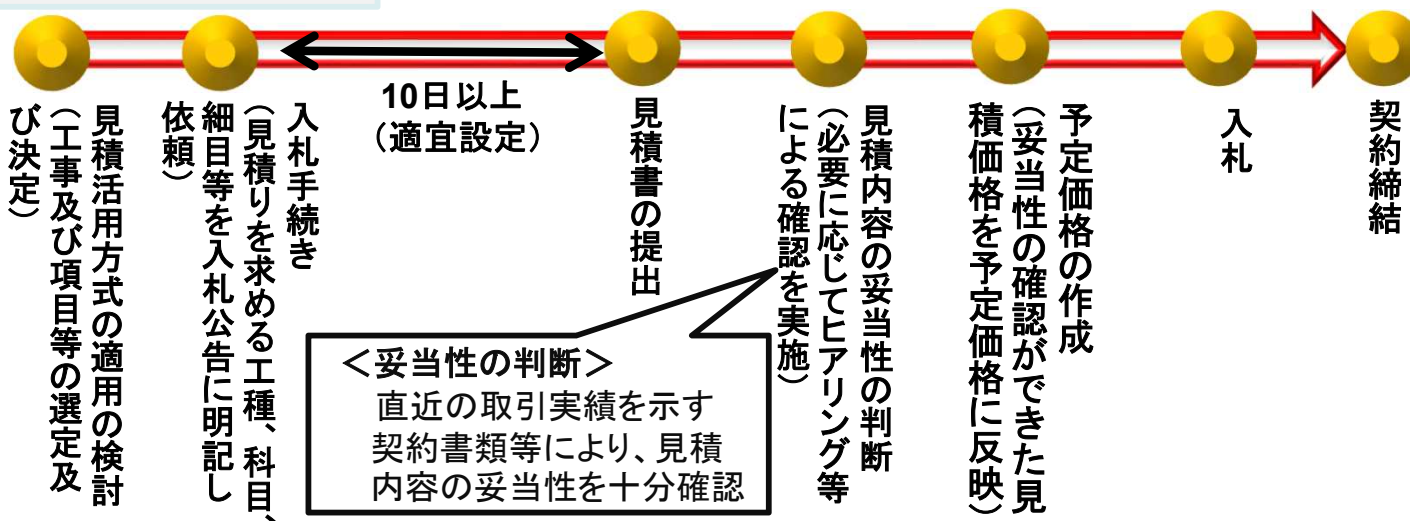 見積活用方式の適用の検討
（工事及び項目等の選定及
び決定）
入札手続き
（見積りを求める工種、科目、
細目等を入札公告に明記し
依頼）
10日以上
（適宜設定）
見積書の提出
見積内容の妥当性の判断
（必要に応じてヒアリング等
による確認を実施）
＜妥当性の判断＞
直近の取引実績を示す
契約書類等により、見積
内容の妥当性を十分確認
予定価格の作成
（妥当性の確認ができた見
積価格を予定価格に反映）
入札
契約締結